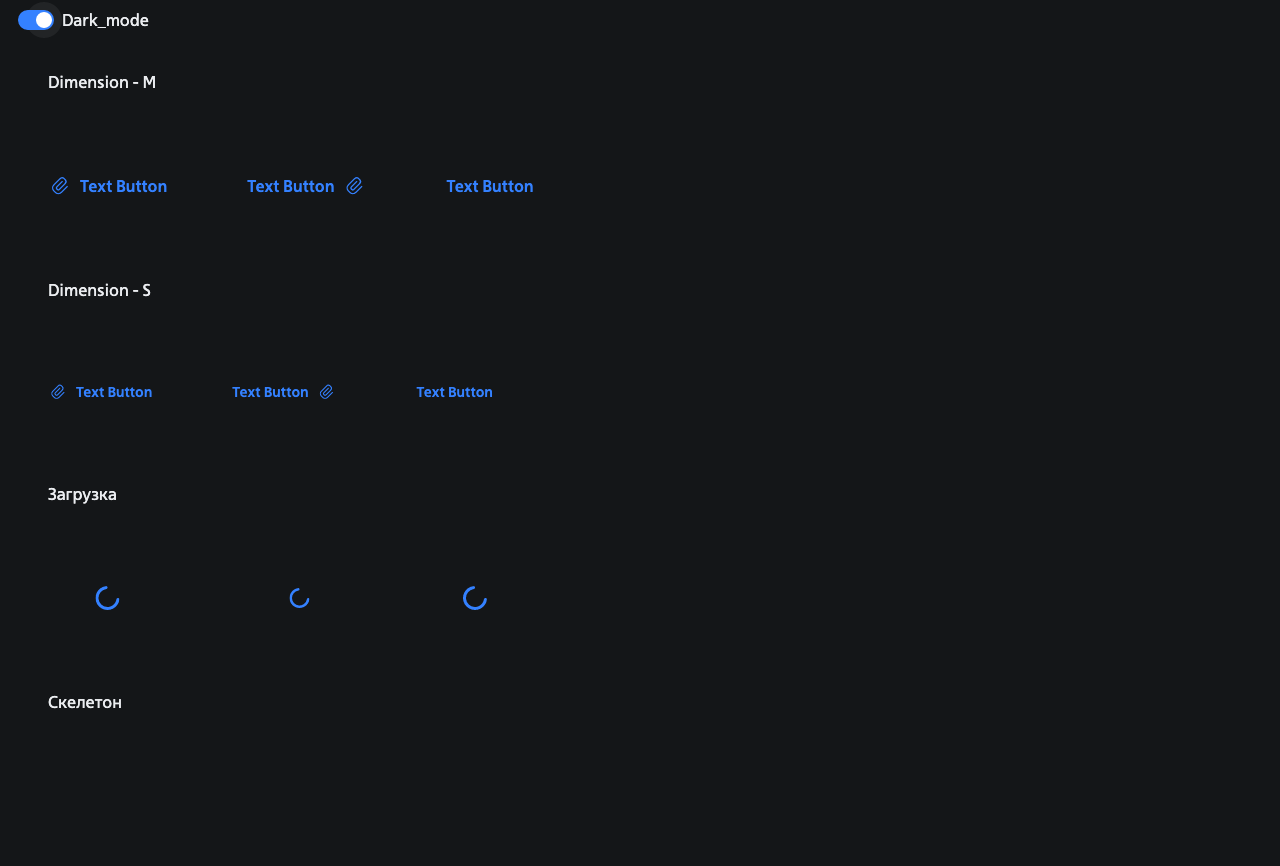 Dark_mode
Dimension - M
Text Button Text Button Text Button
Dimension - S
Text Button Text Button Text Button
Загрузка
Скелетон